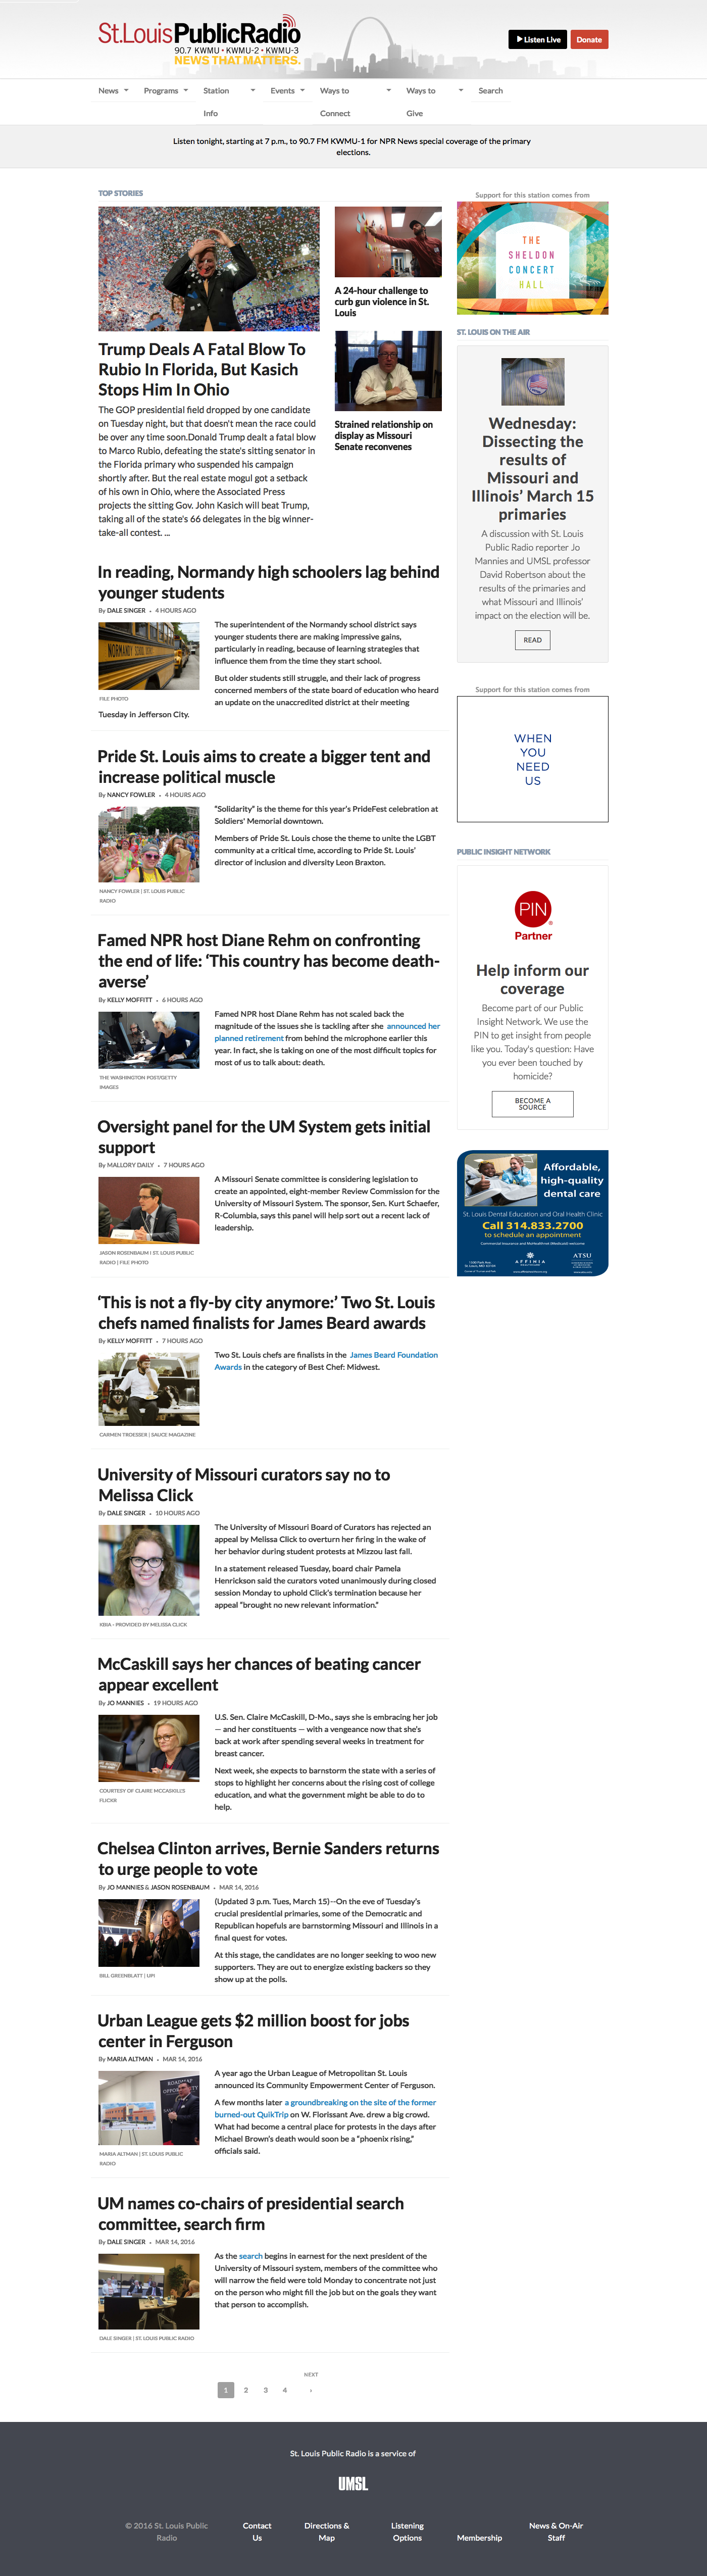 St.Louis PublicRadio
90.7 KWMU • KWMU-2 • KWMU-3
NEWS THAT MATTERS.
Listen Live
Donate
News
Programs
Station
Info
Events
Ways to
Connect
Ways to
Give
Search
Listen tonight, starting at 7 p.m., to 90.7 FM KWMU-1 for NPR News special coverage of the primary
elections.
TOP STORIES
Trump Deals A Fatal Blow To
Rubio In Florida, But Kasich
Stops Him In Ohio
The GOP presidential field dropped by one candidate
on Tuesday night, but that doesn't mean the race could
be over any time soon.Donald Trump dealt a fatal blow
to Marco Rubio, defeating the state's sitting senator in
the Florida primary who suspended his campaign
shortly after. But the real estate mogul got a setback
of his own in Ohio, where the Associated Press
projects the sitting Gov. John Kasich will beat Trump,
taking all of the state's 66 delegates in the big winner-
take-all contest. ...
A 24-hour challenge to
curb gun violence in St.
Louis
Strained relationship on
display as Missouri
Senate reconvenes
In reading, Normandy high schoolers lag behind
younger students
By DALE SINGER • 4 HOURS AGO
NORMANDY SCHOOL
FILE PHOTO
The superintendent of the Normandy school district says
younger students there are making impressive gains,
particularly in reading, because of learning strategies that
influence them from the time they start school.
But older students still struggle, and their lack of progress
concerned members of the state board of education who heard
an update on the unaccredited district at their meeting
Tuesday in Jefferson City.
Pride St. Louis aims to create a bigger tent and
increase political muscle
By NANCY FOWLER • 4 HOURS AGO
NANCY FOWLER | ST. LOUIS PUBLIC
RADIO
“Solidarity” is the theme for this year’s PrideFest celebration at
Soldiers' Memorial downtown.
Members of Pride St. Louis chose the theme to unite the LGBT
community at a critical time, according to Pride St. Louis’
director of inclusion and diversity Leon Braxton.
Famed NPR host Diane Rehm on confronting
the end of life: ‘This country has become death-
averse’
By KELLY MOFFITT • 6 HOURS AGO
THE WASHINGTON POST/GETTY
IMAGES
Famed NPR host Diane Rehm has not scaled back the
magnitude of the issues she is tackling after she announced her
planned retirement from behind the microphone earlier this
year. In fact, she is taking on one of the most difficult topics for
most of us to talk about: death.
Oversight panel for the UM System gets initial
support
By MALLORY DAILY • 7 HOURS AGO
JASON ROSENBAUM I ST. LOUIS PUBLIC
RADIO | FILE PHOTO
A Missouri Senate committee is considering legislation to
create an appointed, eight-member Review Commission for the
University of Missouri System. The sponsor, Sen. Kurt Schaefer,
R-Columbia, says this panel will help sort out a recent lack of
leadership.
‘This is not a fly-by city anymore:’ Two St. Louis
chefs named finalists for James Beard awards
By KELLY MOFFITT • 7 HOURS AGO
CARMEN TROESSER | SAUCE MAGAZINE
Two St. Louis chefs are finalists in the James Beard Foundation
Awards in the category of Best Chef: Midwest.
University of Missouri curators say no to
Melissa Click
By DALE SINGER • 10 HOURS AGO
KBIA - PROVIDED BY MELISSA CLICK
The University of Missouri Board of Curators has rejected an
appeal by Melissa Click to overturn her firing in the wake of
her behavior during student protests at Mizzou last fall.
In a statement released Tuesday, board chair Pamela
Henrickson said the curators voted unanimously during closed
session Monday to uphold Click’s termination because her
appeal “brought no new relevant information.”
McCaskill says her chances of beating cancer
appear excellent
By JO MANNIES • 19 HOURS AGO
COURTESY OF CLAIRE MCCASKILL'S
FLICKR
U.S. Sen. Claire McCaskill, D-Mo., says she is embracing her job
— and her constituents — with a vengeance now that she’s
back at work after spending several weeks in treatment for
breast cancer.
Next week, she expects to barnstorm the state with a series of
stops to highlight her concerns about the rising cost of college
education, and what the government might be able to do to
help.
Chelsea Clinton arrives, Bernie Sanders returns
to urge people to vote
By JO MANNIES & JASON ROSENBAUM • MAR 14, 2016
BILL GREENBLATT | UPI
(Updated 3 p.m. Tues, March 15)--On the eve of Tuesday’s
crucial presidential primaries, some of the Democratic and
Republican hopefuls are barnstorming Missouri and Illinois in a
final quest for votes.
At this stage, the candidates are no longer seeking to woo new
supporters. They are out to energize existing backers so they
show up at the polls.
Urban League gets $2 million boost for jobs
center in Ferguson
By MARIA ALTMAN • MAR 14, 2016
MARIA ALTMAN | ST. LOUIS PUBLIC
RADIO
A year ago the Urban League of Metropolitan St. Louis
announced its Community Empowerment Center of Ferguson.
A few months later a groundbreaking on the site of the former
burned-out QuikTrip on W. Florissant Ave. drew a big crowd.
What had become a central place for protests in the days after
Michael Brown’s death would soon be a “phoenix rising,”
officials said.
UM names co-chairs of presidential search
committee, search firm
By DALE SINGER • MAR 14, 2016
DALE SINGER | ST. LOUIS PUBLIC RADIO
As the search begins in earnest for the next president of the
University of Missouri system, members of the committee who
will narrow the field were told Monday to concentrate not just
on the person who might fill the job but on the goals they want
that person to accomplish.
NEXT
1 2 3 4 ›
Support for this station comes from
THE
SHELDON
CONCERT
HALL
ST. LOUIS ON THE AIR
Wednesday:
Dissecting the
results of
Missouri and
Illinois’ March 15
primaries
A discussion with St. Louis
Public Radio reporter Jo
Mannies and UMSL professor
David Robertson about the
results of the primaries and
what Missouri and Illinois'
impact on the election will be.
READ
Support for this station comes from
WHEN
YOU
NEED
US
PUBLIC INSIGHT NETWORK
PIN
Partner
Help inform our
coverage
Become part of our Public
Insight Network. We use the
PIN to get insight from people
like you. Today's question: Have
you ever been touched by
homicide?
BECOME A
SOURCE
Affordable,
high-quality
dental care
St. Louis Dental Education and Oral Health Clinic
Call 314.833.2700
to schedule an appointment
Commercial Insurance and Medicaid/Interest Medicaid welcome
AFFINIA
ATSU
St. Louis Public Radio is a service of
UMSL
© 2016 St. Louis Public
Radio
Contact
Us
Directions &
Map
Listening
Options
Membership
News & On-Air
Staff